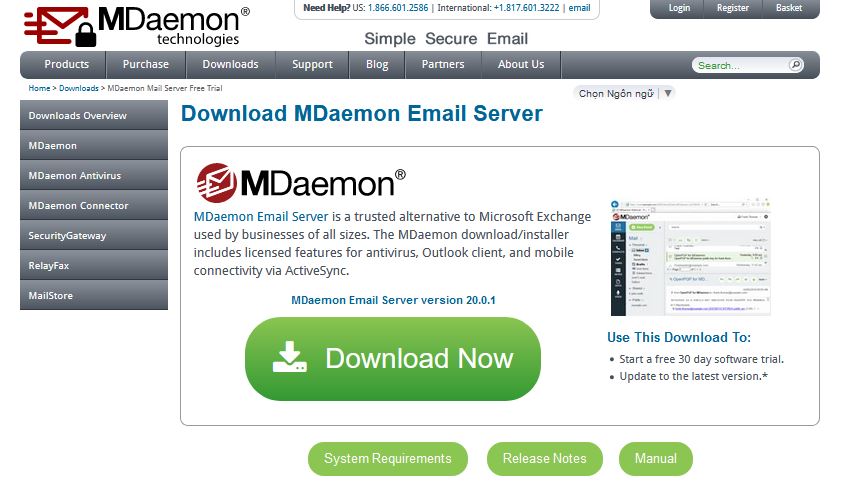 MDaemon®
technologies
Need Help? US: 1.866.601.2586 | International: +1.817.601.3222 | email
Login
Register
Basket
Simple Secure Email
Products
Purchase
Downloads
Support
Blog
Partners
About Us
Search...
Home > Downloads > MDaemon Mail Server Free Trial
Chọn Ngôn ngữ ▼
Downloads Overview
MDaemon
MDaemon Antivirus
MDaemon Connector
SecurityGateway
RelayFax
MailStore
Download MDaemon Email Server
MDaemon®
MDaemon Email Server is a trusted alternative to Microsoft Exchange
used by businesses of all sizes. The MDaemon download/installer
includes licensed features for antivirus, Outlook client, and mobile
connectivity via ActiveSync.
MDaemon Email Server version 20.0.1
Download Now
MDaemon
Use This Download To:
• Start a free 30 day software trial.
• Update to the latest version.*
System Requirements
Release Notes
Manual